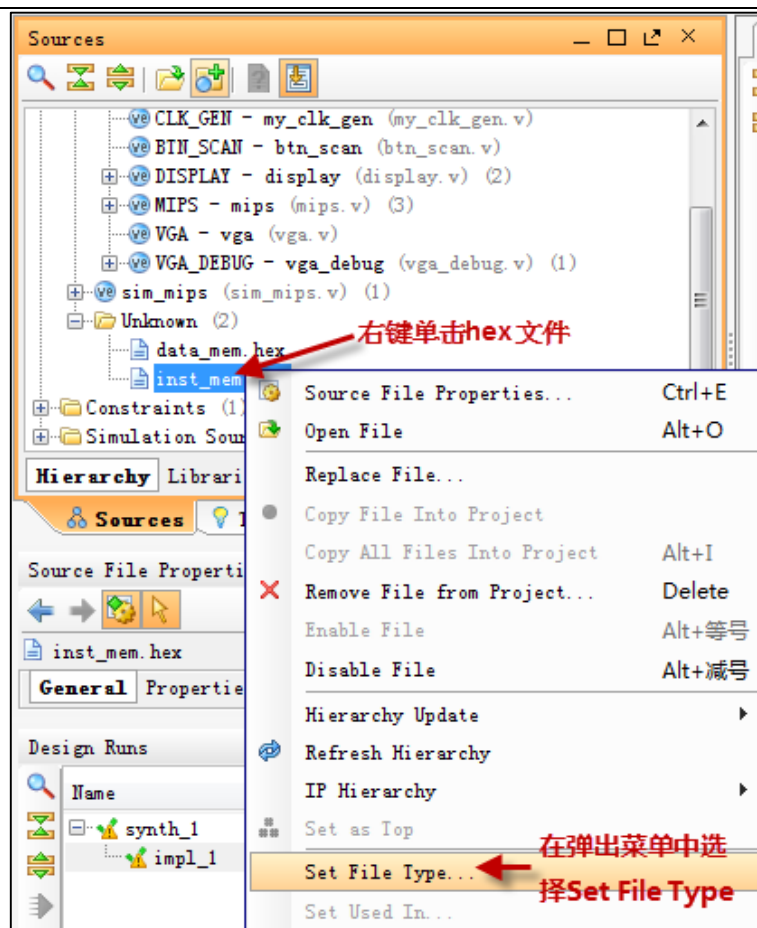 Sources
CLK_GEN - my_clk_gen (my_clk_gen.v)
BTN_SCAN - btn_scan (btn_scan.v)
DISPLAY - display (display.v) (2)
MIPS - mips (mips.v) (3)
VGA - vga (vga.v)
VGA_DEBUG - vga_debug (vga_debug.v) (1)
sim_mips (sim_mips.v) (1)
Unknown (2)
右键单击hex文件
data_mem.hex
inst_mem
Constraints (1)
Simulation Sour
Hierarchy Librari
Sources
Source File Properti
inst_mem.hex
General Propertie
Design Runs
Name
synth_1
impl_1
Source File Properties... Ctrl+E
Open File Alt+O
Replace File...
Copy File Into Project
Copy All Files Into Project Alt+I
Remove File from Project... Delete
Enable File Alt+等号
Disable File Alt+减号
Hierarchy Update
Refresh Hierarchy
IP Hierarchy
Set as Top
在弹出菜单中选
择Set File Type
Set File Type...
Set Used In...